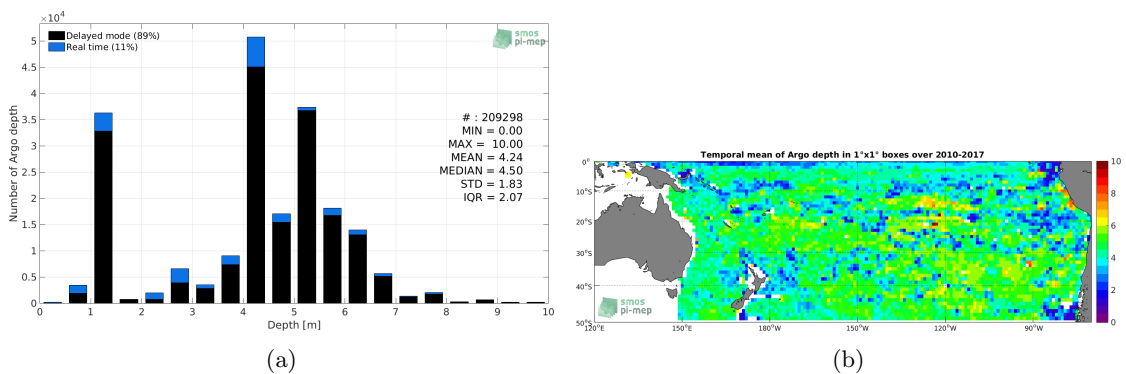 ×10⁴
Delayed mode (89%)
Real time (11%)
smos
pi-mep
5
4.5
4
3.5
3
2.5
2
1.5
1
0.5
0
Number of Argo depth
# : 209298
MIN = 0.00
MAX = 10.00
MEAN = 4.24
MEDIAN = 4.50
STD = 1.83
IQR = 2.07
0 1 2 3 4 5 6 7 8 9 10
Depth [m]
(a)
Temporal mean of Argo depth in 1°x1° boxes over 2010-2017
0°
10°S
20°S
30°S
40°S
50°S
120°E 150°E 180°W 150°W 120°W 90°W
smos
pi-mep
10
8
6
4
2
0
(b)